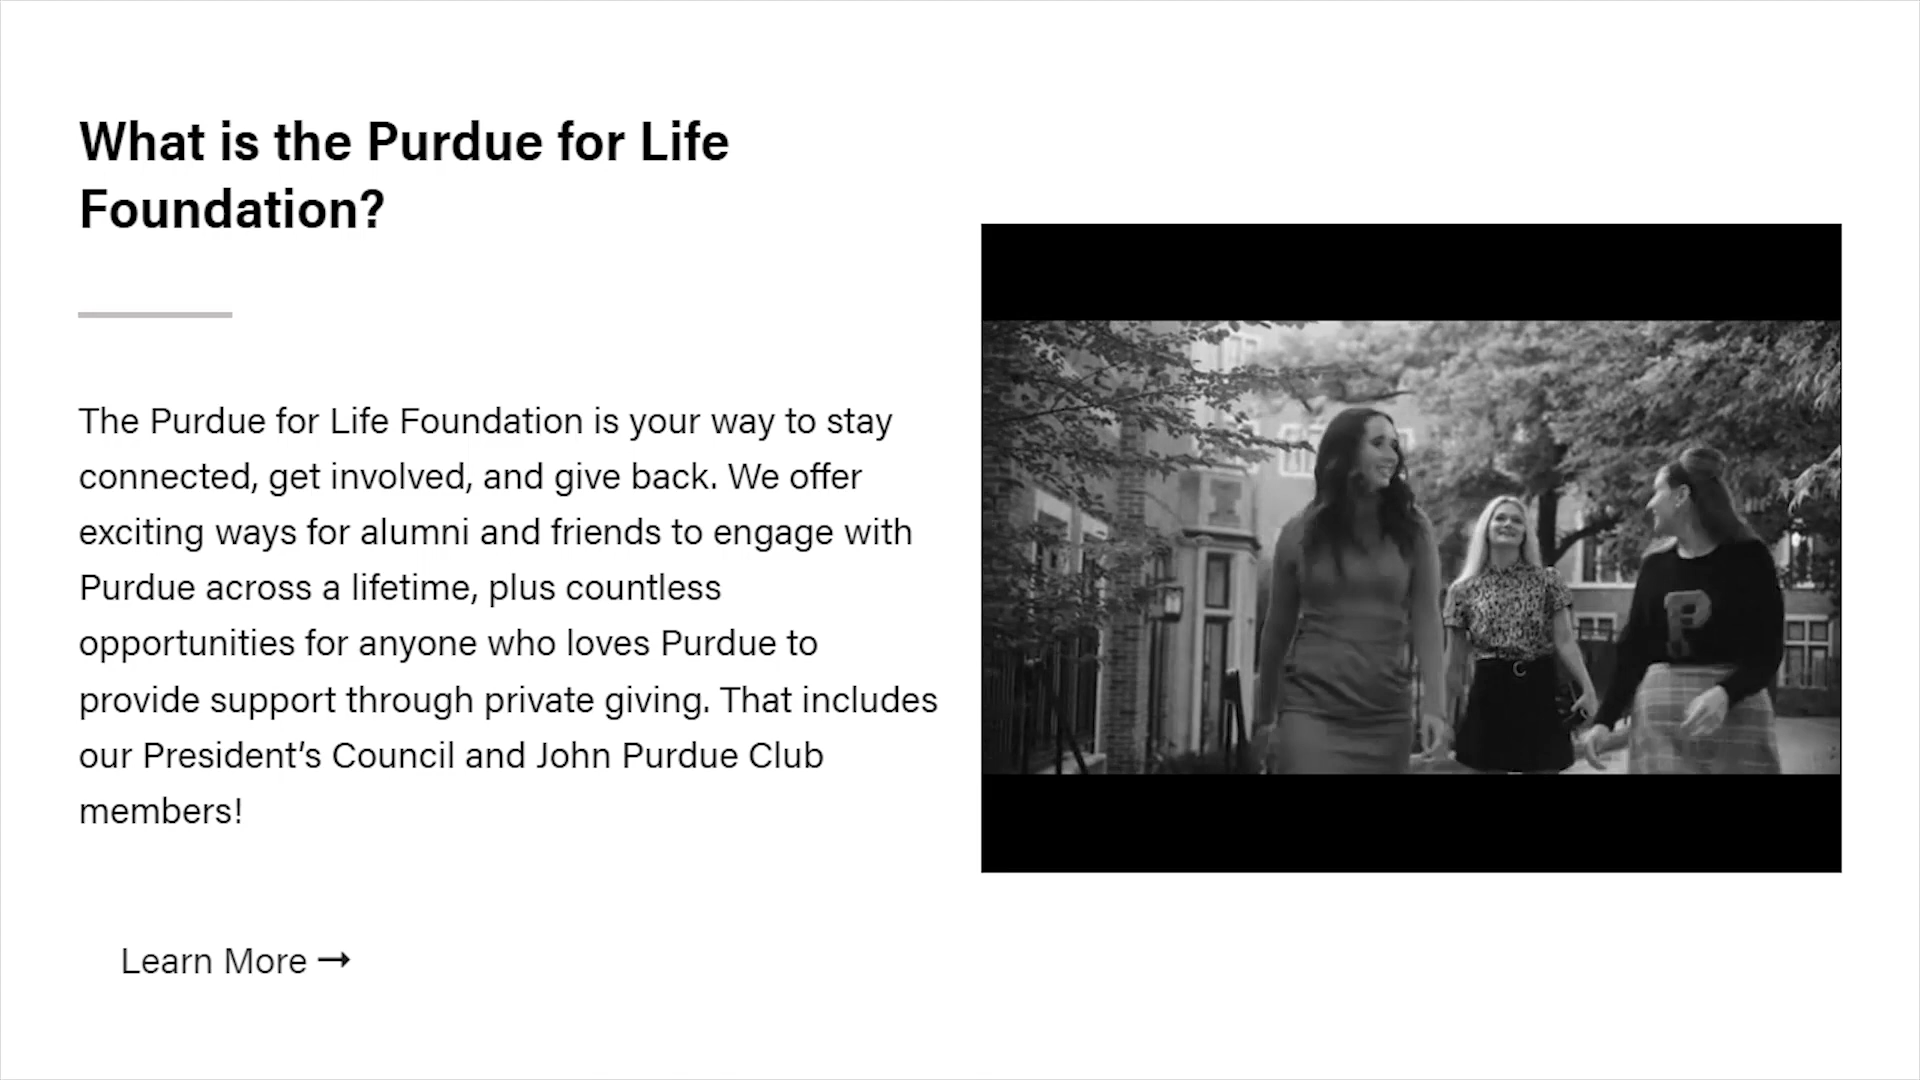 What is the Purdue for Life
Foundation?
The Purdue for Life Foundation is your way to stay
connected, get involved, and give back. We offer
exciting ways for alumni and friends to engage with
Purdue across a lifetime, plus countless
opportunities for anyone who loves Purdue to
provide support through private giving. That includes
our President’s Council and John Purdue Club
members!
Learn More →
P